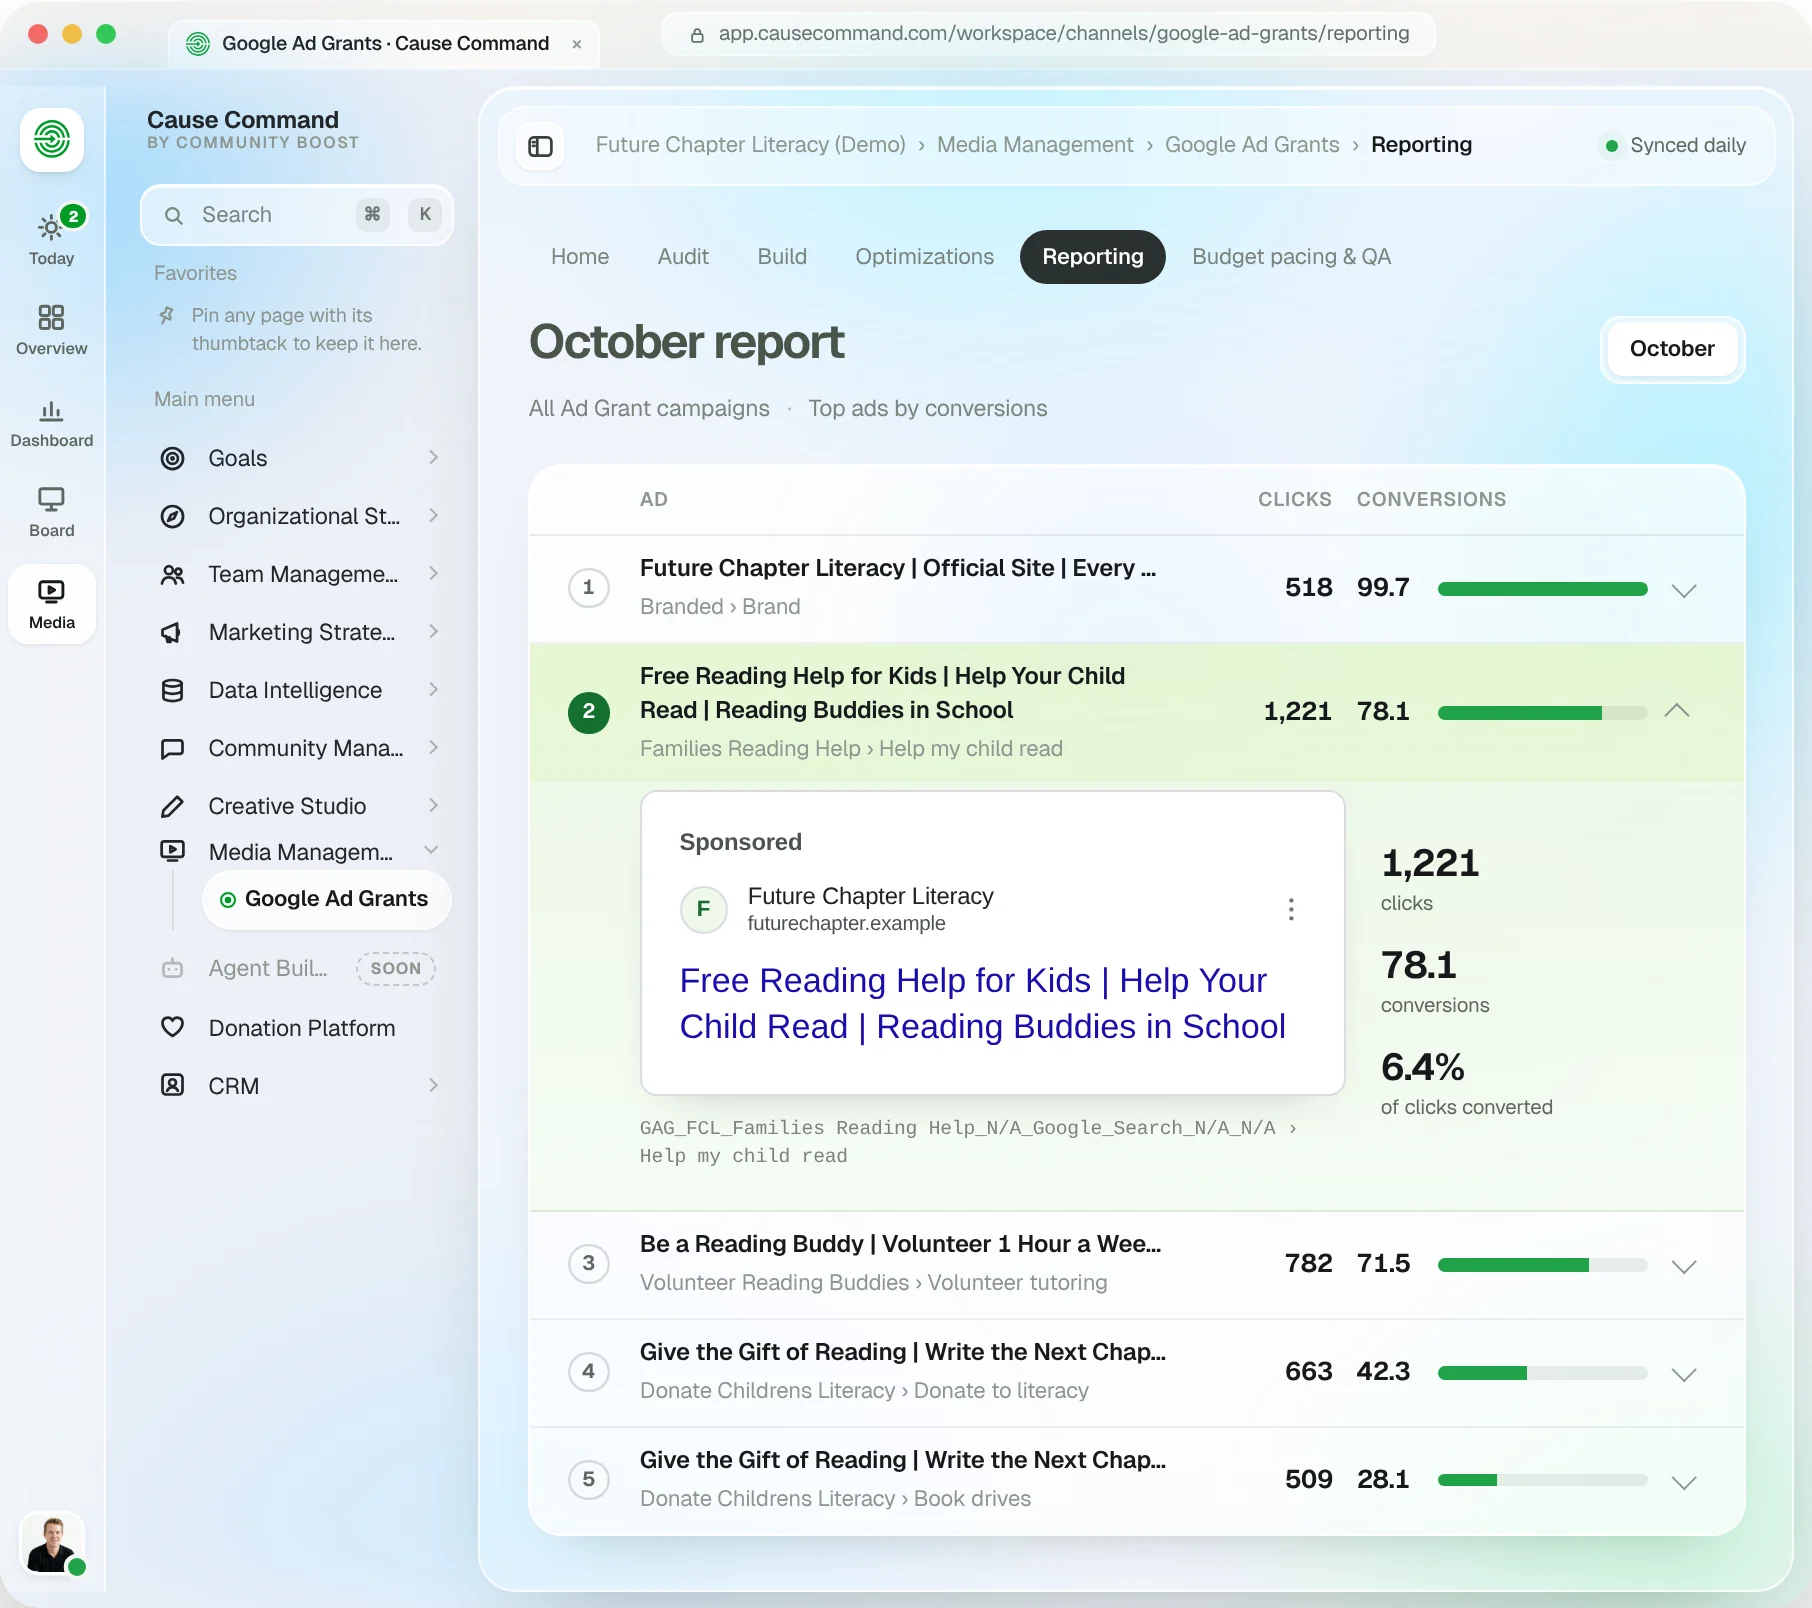 Google Ad Grants · Cause Command ×
app.causecommand.com/workspace/channels/google-ad-grants/reporting
2
Today
Overview
Dashboard
Board
Media
Cause Command
BY COMMUNITY BOOST
Search ⌘ K
Favorites
Pin any page with its
thumbtack to keep it here.
Main menu
Goals
Organizational St...
Team Manageme...
Marketing Strate...
Data Intelligence
Community Mana...
Creative Studio
Media Managem...
Google Ad Grants
Agent Buil... SOON
Donation Platform
CRM
Future Chapter Literacy (Demo) › Media Management › Google Ad Grants › Reporting
Synced daily
Home Audit Build Optimizations Reporting Budget pacing & QA
October report
October
All Ad Grant campaigns · Top ads by conversions
AD CLICKS CONVERSIONS
1 Future Chapter Literacy | Official Site | Every ... 518 99.7
Branded › Brand
Free Reading Help for Kids | Help Your Child
2 Read | Reading Buddies in School 1,221 78.1
Families Reading Help › Help my child read
Sponsored
F Future Chapter Literacy
futurechapter.example
Free Reading Help for Kids | Help Your
Child Read | Reading Buddies in School
1,221
clicks
78.1
conversions
6.4%
of clicks converted
GAG_FCL_Families Reading Help_N/A_Google_Search_N/A_N/A ›
Help my child read
3 Be a Reading Buddy | Volunteer 1 Hour a Wee... 782 71.5
Volunteer Reading Buddies › Volunteer tutoring
4 Give the Gift of Reading | Write the Next Chap... 663 42.3
Donate Childrens Literacy › Donate to literacy
5 Give the Gift of Reading | Write the Next Chap... 509 28.1
Donate Childrens Literacy › Book drives